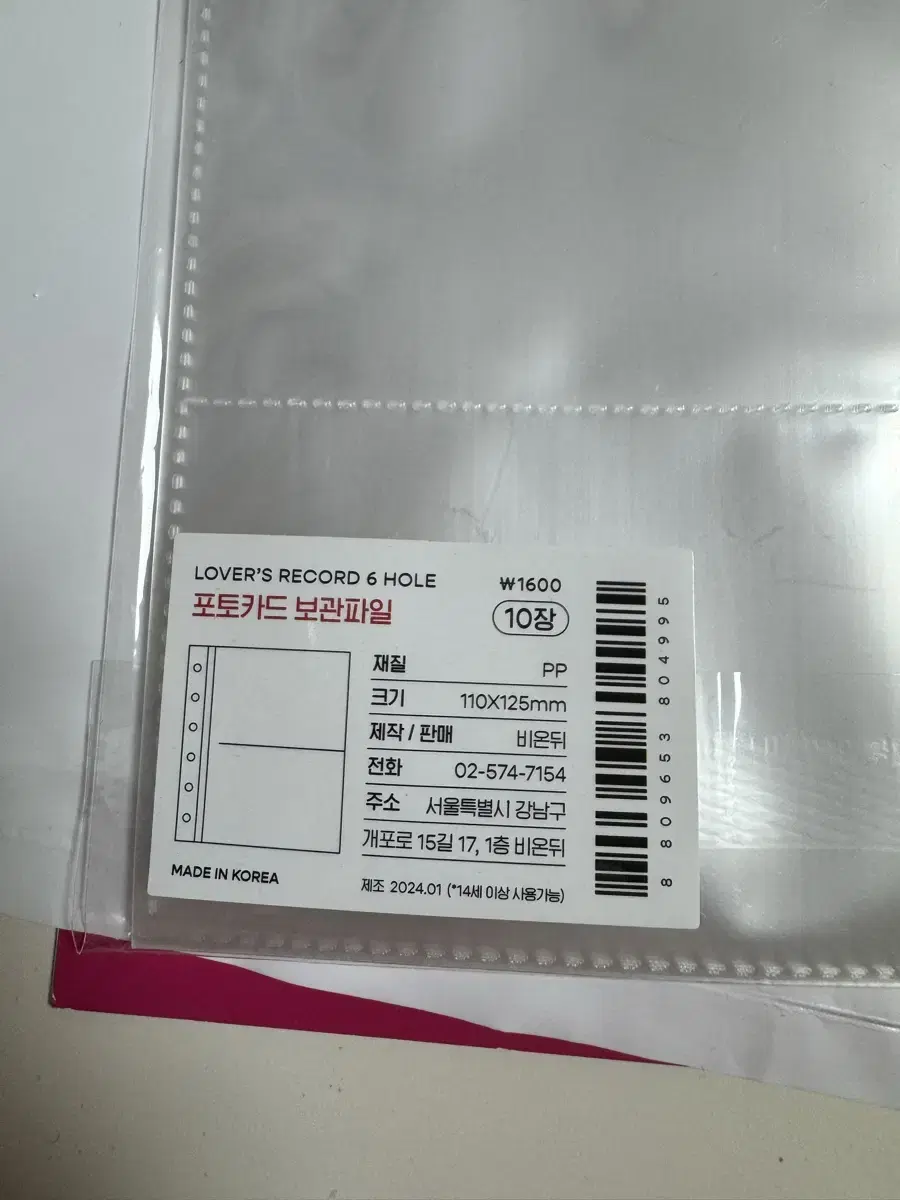 LOVER'S RECORD 6 HOLE
₩1600
포토카드 보관파일
10장
재질 PP
크기 110X125mm
제작 / 판매 비온뒤
전화 02-574-7154
주소 서울특별시 강남구
개포로 15길 17, 1층 비온뒤
MADE IN KOREA
제조 2024.01 (*14세 이상 사용가능)
8 809653 804995